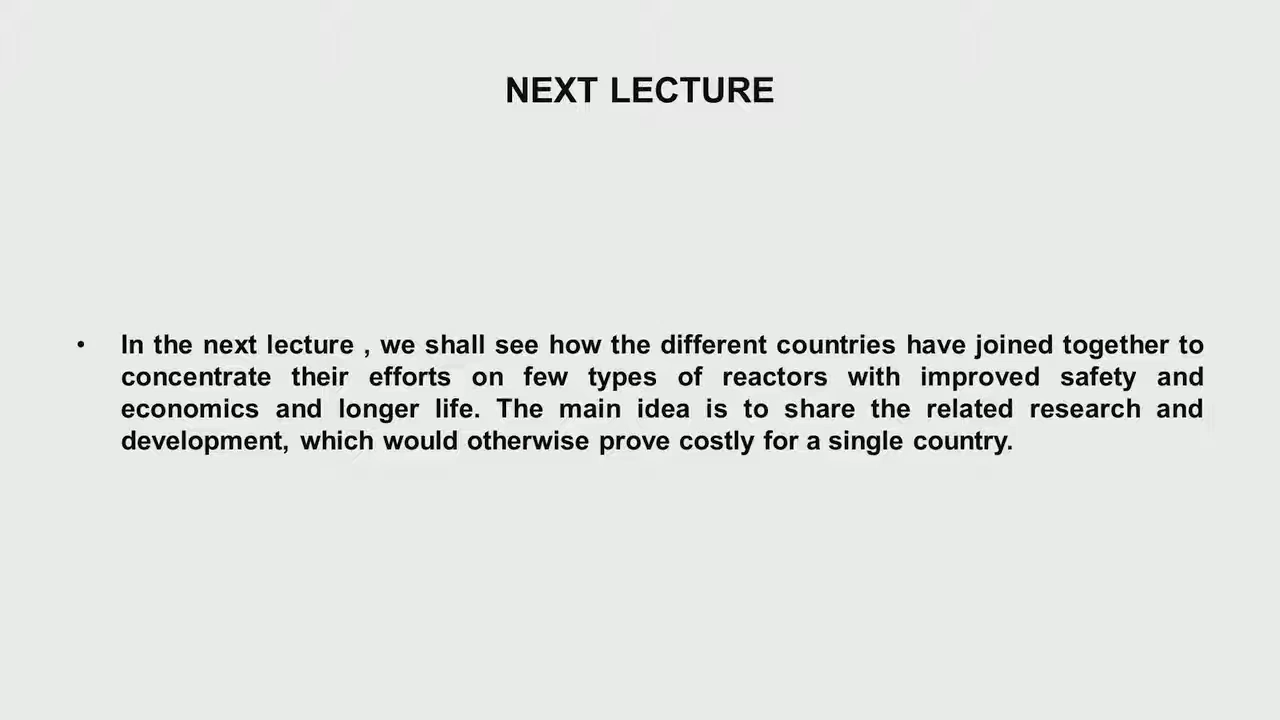 NEXT LECTURE
• In the next lecture , we shall see how the different countries have joined together to
concentrate their efforts on few types of reactors with improved safety and
economics and longer life. The main idea is to share the related research and
development, which would otherwise prove costly for a single country.